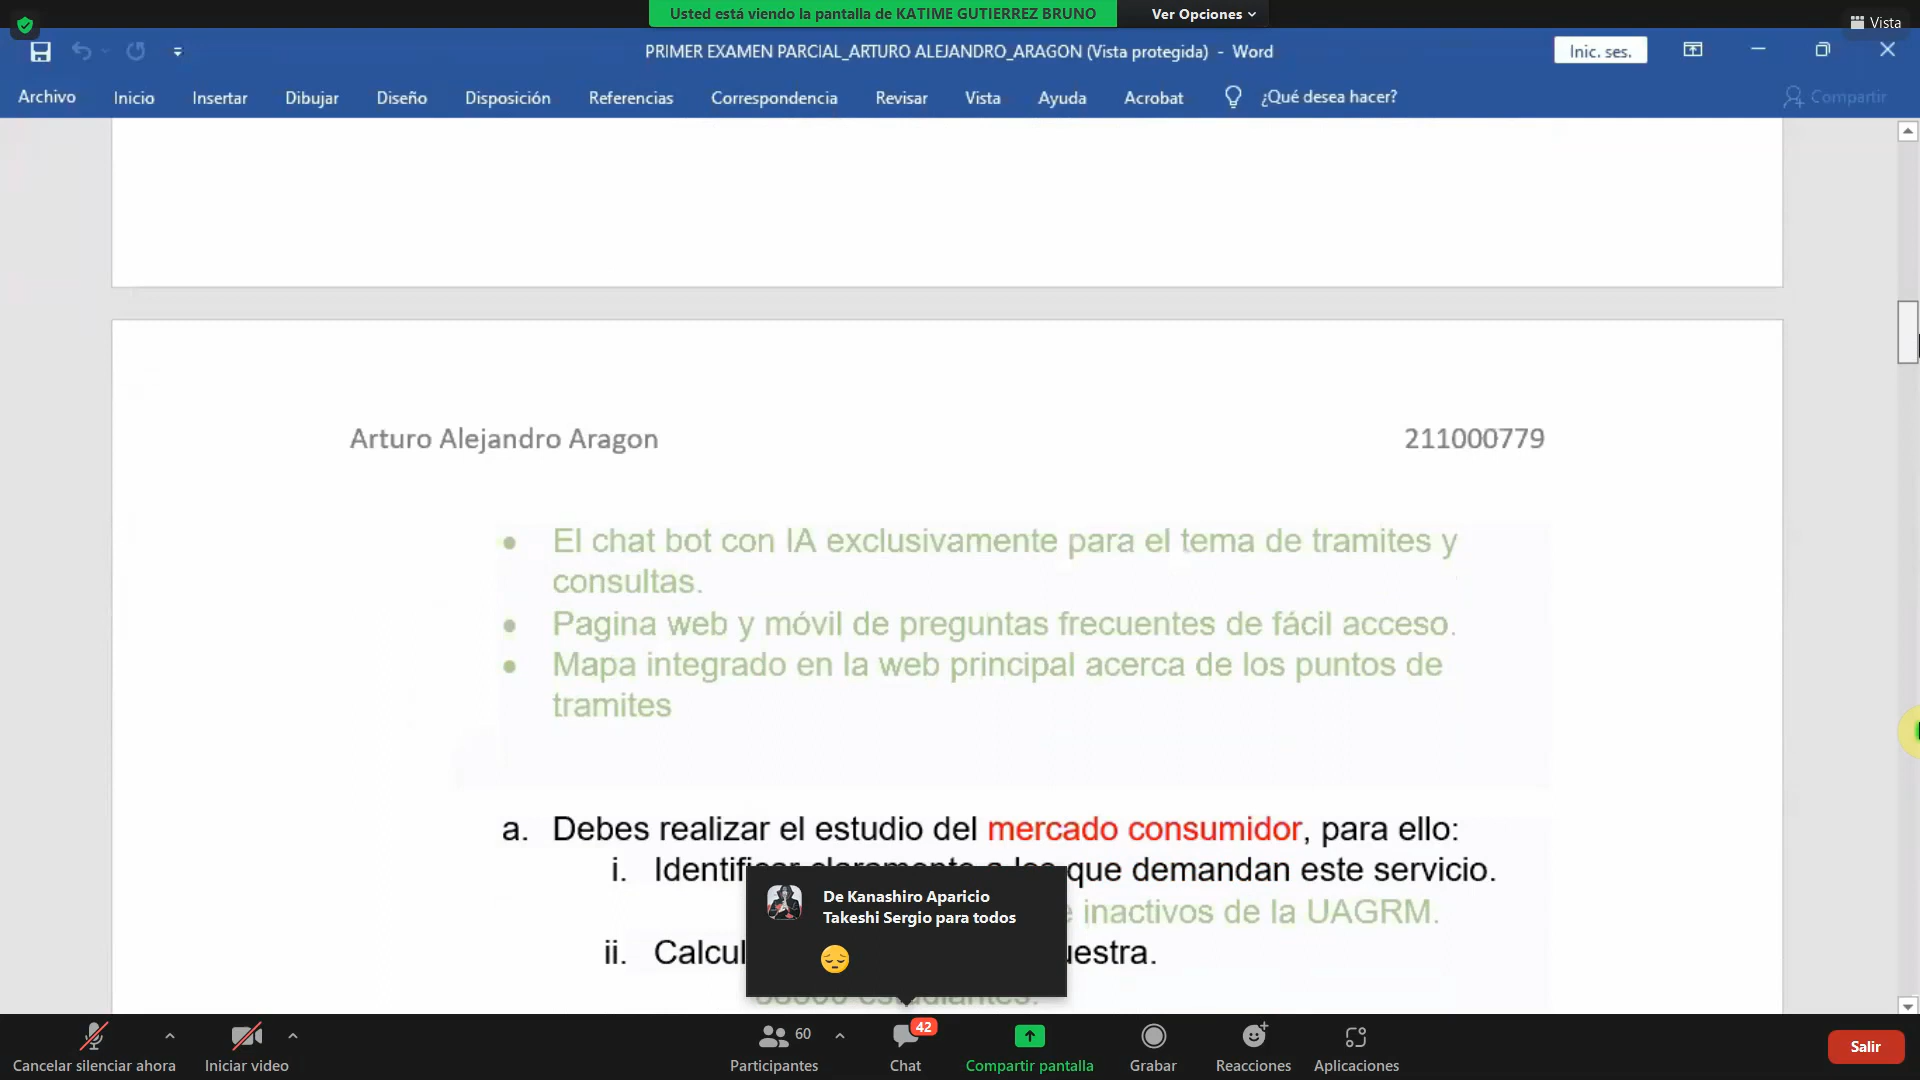 Usted está viendo la pantalla de KATIME GUTIERREZ BRUNO Ver Opciones
Vista
PRIMER EXAMEN PARCIAL_ARTURO ALEJANDRO_ARAGON (Vista protegida) - Word
Inic. ses.
Archivo Inicio Insertar Dibujar Diseño Disposición Referencias Correspondencia Revisar Vista Ayuda Acrobat ¿Qué desea hacer? Compartir
Arturo Alejandro Aragon 211000779
• El chat bot con IA exclusivamente para el tema de tramites y
consultas.
• Pagina web y móvil de preguntas frecuentes de fácil acceso.
• Mapa integrado en la web principal acerca de los puntos de
tramites
a. Debes realizar el estudio del mercado consumidor, para ello:
i. Identificar claramente a los que demandan este servicio.
inactivos de la UAGRM.
ii.
estudiantes.
De Kanashiro Aparicio
Takeshi Sergio para todos
😔
60
42
Cancelar silenciar ahora Iniciar video Participantes Chat Compartir pantalla Grabar Reacciones Aplicaciones
Salir